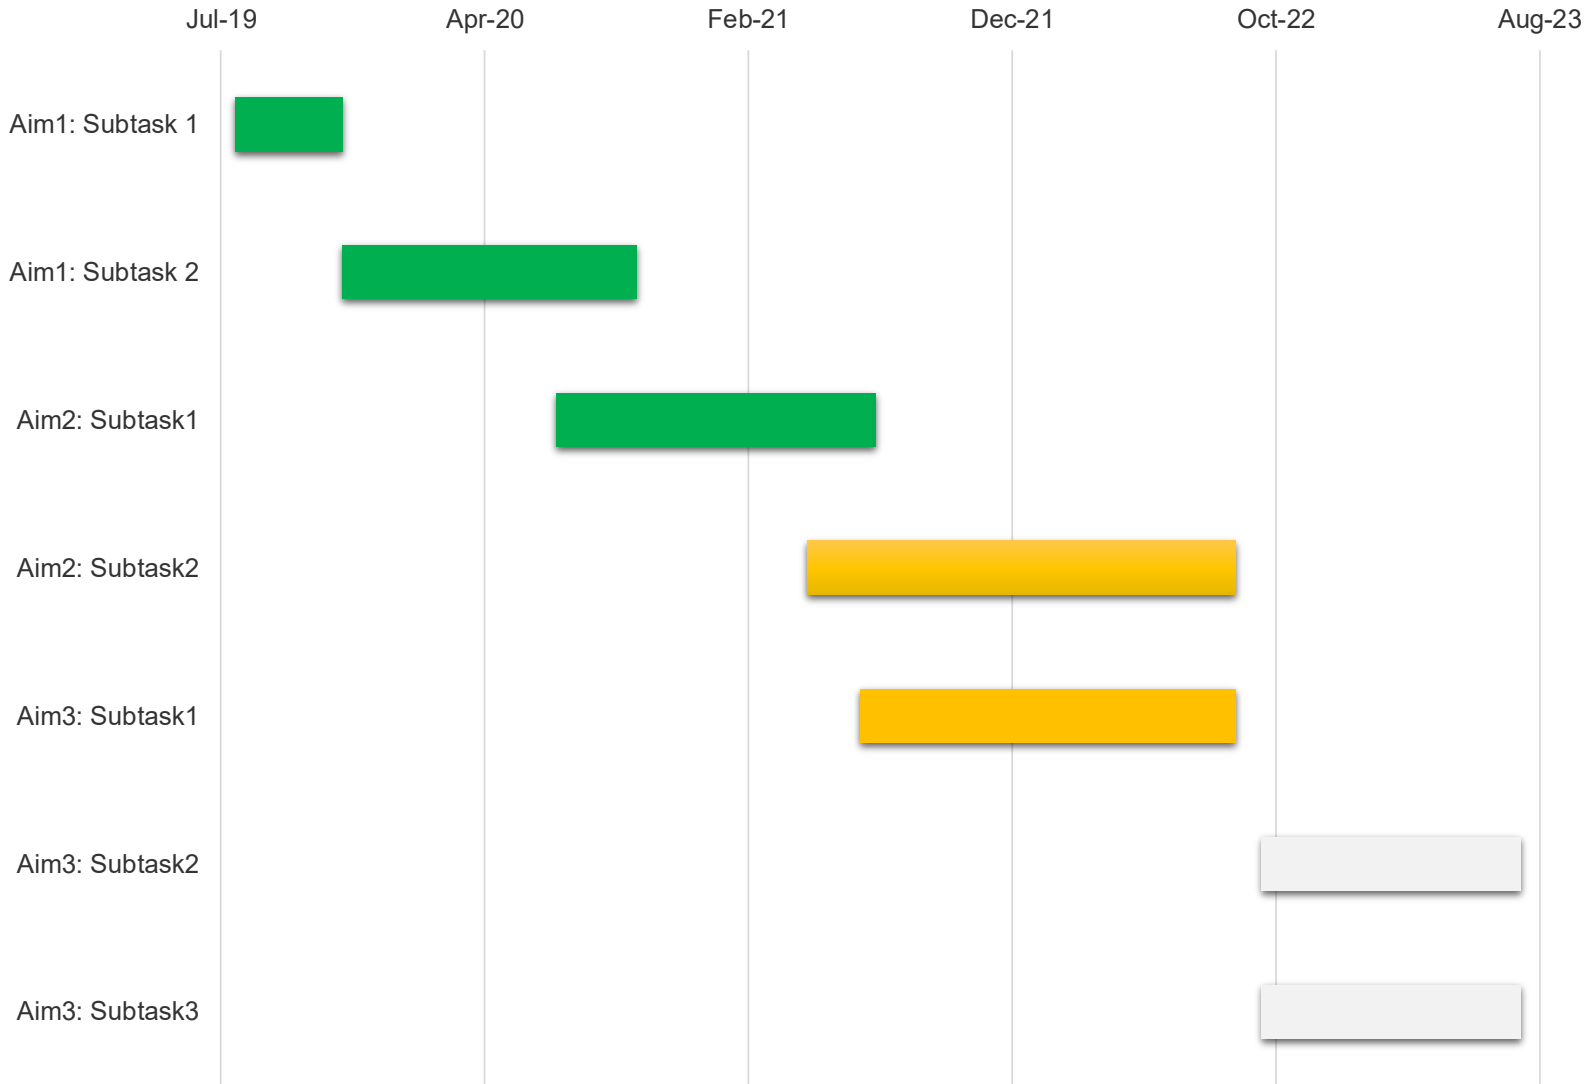 Jul-19 Apr-20 Feb-21 Dec-21 Oct-22 Aug-23
Aim1: Subtask 1
Aim1: Subtask 2
Aim2: Subtask1
Aim2: Subtask2
Aim3: Subtask1
Aim3: Subtask2
Aim3: Subtask3